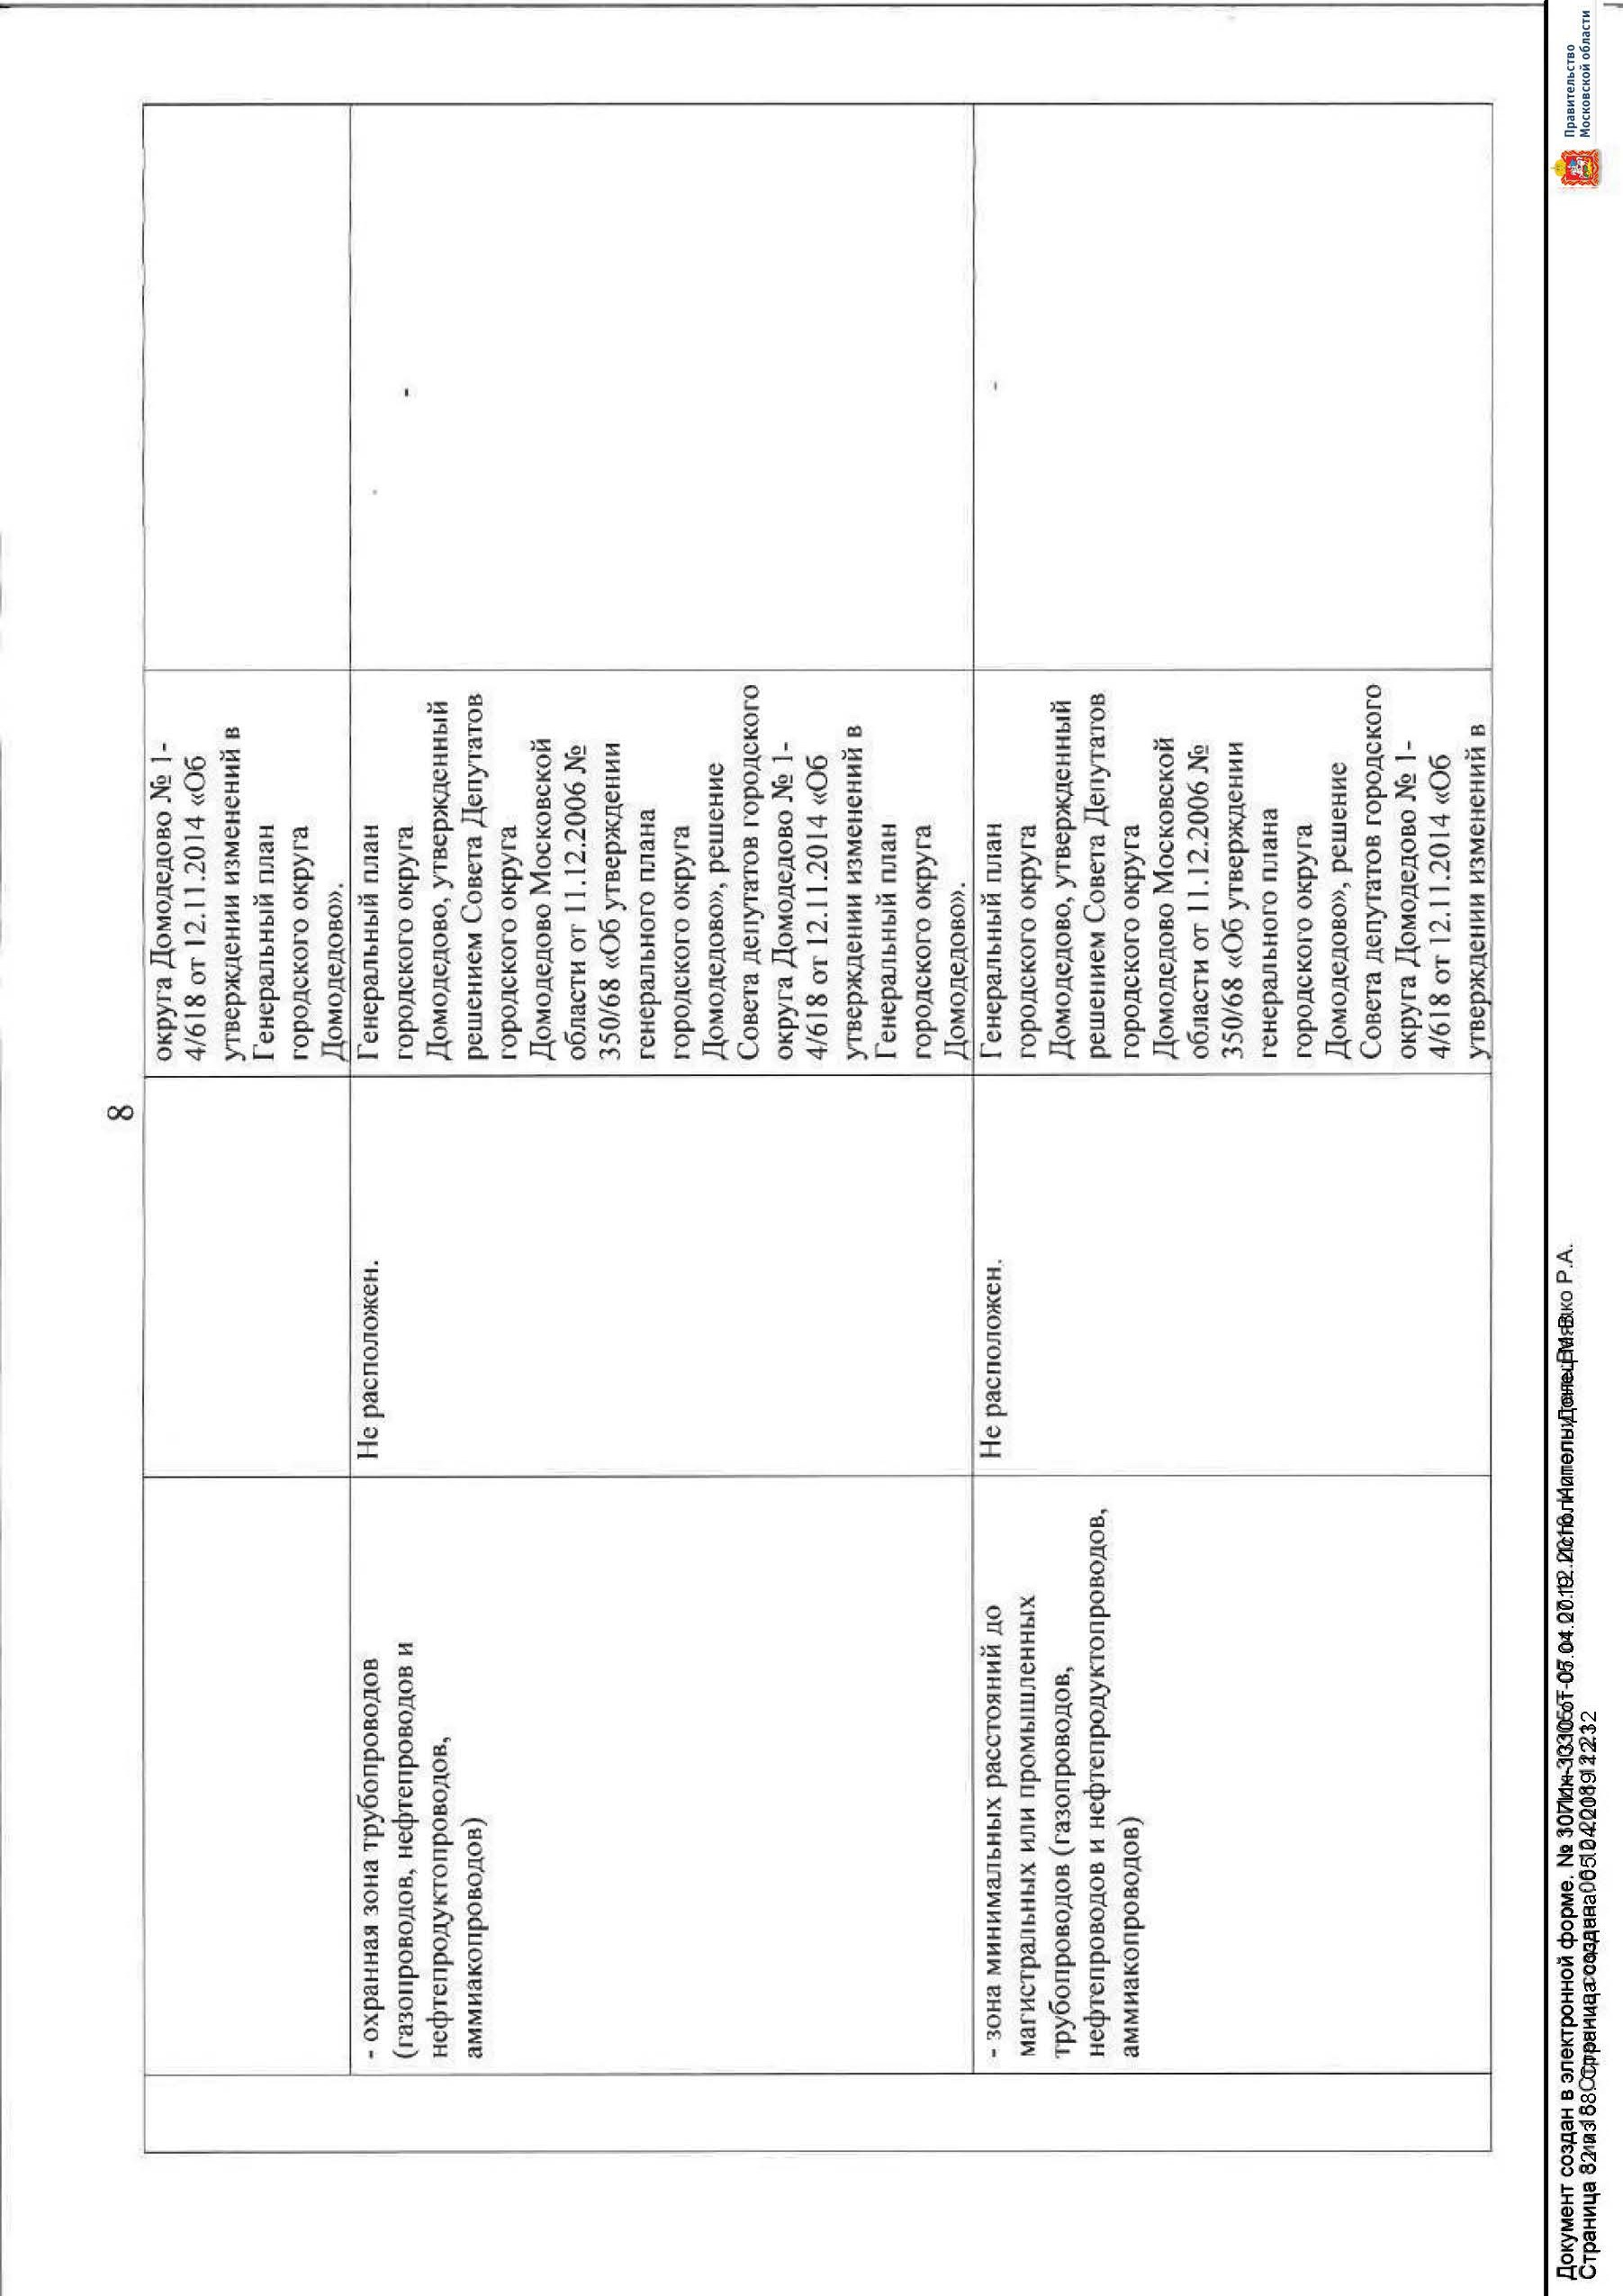 8
округа Домодедово № 1-
4/618 от 12.11.2014 «Об
утверждении изменений в
Генеральный план
городского округа
Домодедово».
- охранная зона трубопроводов
(газопроводов, нефтепроводов и
нефтепродуктопроводов,
аммиакопроводов)
Не расположен.
Генеральный план
городского округа
Домодедово, утвержденный
решением Совета Депутатов
городского округа
Домодедово Московской
области от 11.12.2006 №
350/68 «Об утверждении
генерального плана
городского округа
Домодедово», решение
Совета депутатов городского
округа Домодедово № 1-
4/618 от 12.11.2014 «Об
утверждении изменений в
Генеральный план
городского округа
Домодедово».
-
- зона минимальных расстояний до
магистральных или промышленных
трубопроводов (газопроводов,
нефтепроводов и нефтепродуктопроводов,
аммиакопроводов)
Не расположен.
Генеральный план
городского округа
Домодедово, утвержденный
решением Совета Депутатов
городского округа
Домодедово Московской
области от 11.12.2006 №
350/68 «Об утверждении
генерального плана
городского округа
Домодедово», решение
Совета депутатов городского
округа Домодедово № 1-
4/618 от 12.11.2014 «Об
утверждении изменений в
-
Документ создан в электронной форме. №
Страница
Правительство
Московской области